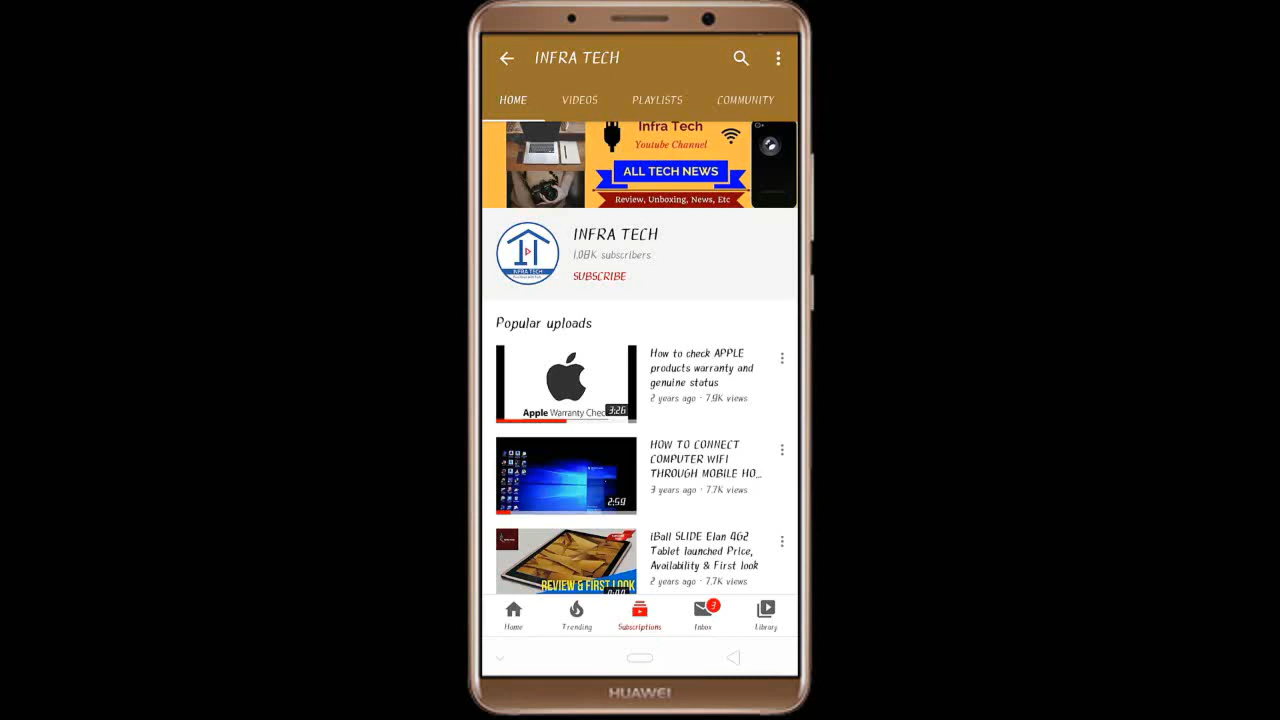 INFRA TECH
HOME VIDEOS PLAYLISTS COMMUNITY
Infra Tech
Youtube Channel
ALL TECH NEWS
Review, Unboxing, News, Etc
INFRA TECH
INFRA TECH
1.08K subscribers
SUBSCRIBE
Popular uploads
How to check APPLE
products warranty and
genuine status
2 years ago · 7.9K views
Apple Warranty Chec
3:26
HOW TO CONNECT
COMPUTER WIFI
THROUGH MOBILE HO...
3 years ago · 7.7K views
2:59
iBall SLIDE Elan 4G2
Tablet launched Price,
Availability & First look
2 years ago · 7.7K views
REVIEW & FIRST LOOK
3
Home Trending Subscriptions Inbox Library
HUAWEI